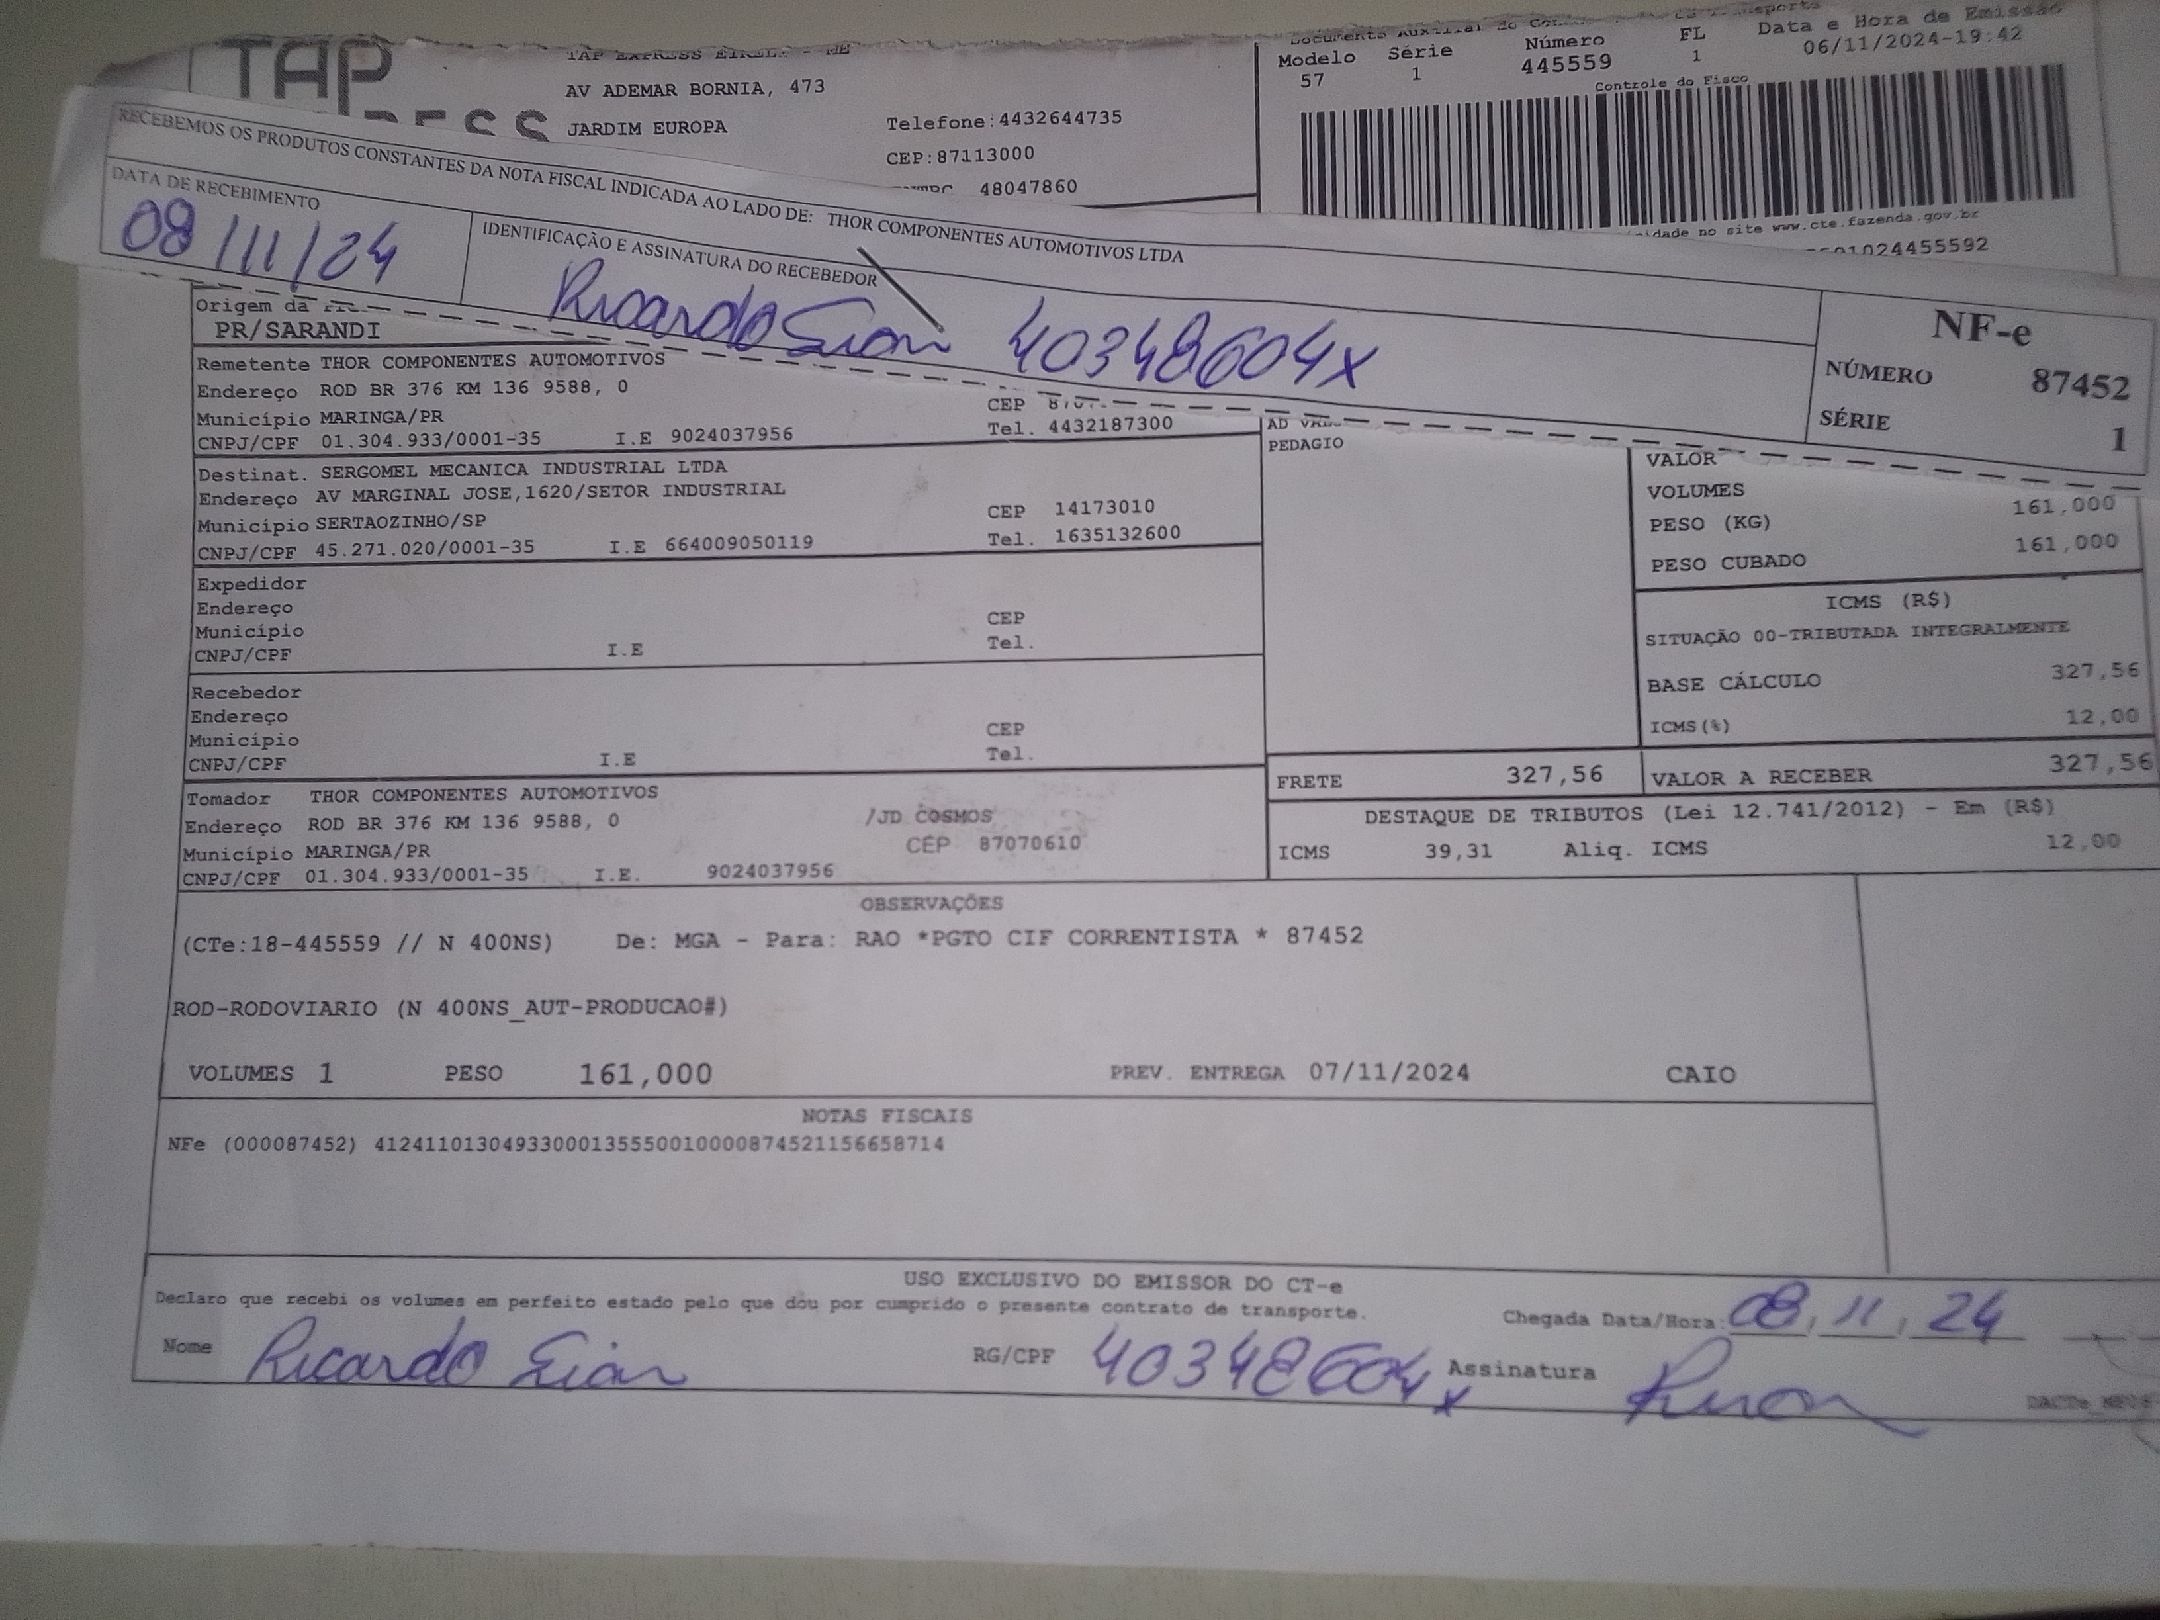 TAP
TAP EXPRESS EIRELI - ME
AV ADEMAR BORNIA, 473
JARDIM EUROPA
Telefone:4432644735
CEP:87113000
48047860
Modelo Série Número FL Data e Hora de Emissão
57 1 445559 1 06/11/2024-19:42
Controle do Fisco
no site www.cte.fazenda.gov.br
01024455592
RECEBEMOS OS PRODUTOS CONSTANTES DA NOTA FISCAL INDICADA AO LADO DE: THOR COMPONENTES AUTOMOTIVOS LTDA
DATA DE RECEBIMENTO
08/11/24
IDENTIFICAÇÃO E ASSINATURA DO RECEBEDOR
Ricardo 40348604x
NF-e
NÚMERO 87452
SÉRIE 1
Origem da
PR/SARANDI
Remetente THOR COMPONENTES AUTOMOTIVOS
Endereço ROD BR 376 KM 136 9588, 0
Município MARINGA/PR CEP
CNPJ/CPF 01.304.933/0001-35 I.E 9024037956 Tel. 4432187300
Destinat. SERGOMEL MECANICA INDUSTRIAL LTDA
Endereço AV MARGINAL JOSE,1620/SETOR INDUSTRIAL
Município SERTAOZINHO/SP CEP 14173010
CNPJ/CPF 45.271.020/0001-35 I.E 664009050119 Tel. 1635132600
Expedidor
Endereço
Município CEP
CNPJ/CPF I.E Tel.
Recebedor
Endereço
Município CEP
CNPJ/CPF I.E Tel.
Tomador THOR COMPONENTES AUTOMOTIVOS
Endereço ROD BR 376 KM 136 9588, 0 /JD COSMOS
Município MARINGA/PR CEP 87070610
CNPJ/CPF 01.304.933/0001-35 I.E. 9024037956
PEDAGIO
VALOR
VOLUMES
PESO (KG) 161,000
PESO CUBADO 161,000
ICMS (R$)
SITUAÇÃO 00-TRIBUTADA INTEGRALMENTE
BASE CÁLCULO 327,56
ICMS(%) 12,00
FRETE 327,56 VALOR A RECEBER 327,56
DESTAQUE DE TRIBUTOS (Lei 12.741/2012) - Em (R$)
ICMS 39,31 Aliq. ICMS 12,00
OBSERVAÇÕES
(CTe:18-445559 // N 400NS) De: MGA - Para: RAO *PGTO CIF CORRENTISTA * 87452
ROD-RODOVIARIO (N 400NS_AUT-PRODUCAO#)
VOLUMES 1 PESO 161,000 PREV. ENTREGA 07/11/2024 CAIO
NOTAS FISCAIS
NFe (000087452) 41241101304933000135550010000874521156658714
USO EXCLUSIVO DO EMISSOR DO CT-e
Declaro que recebi os volumes em perfeito estado pelo que dou por cumprido o presente contrato de transporte.
Chegada Data/Hora: 08, 11, 24
Nome Ricardo RG/CPF 40348604x Assinatura